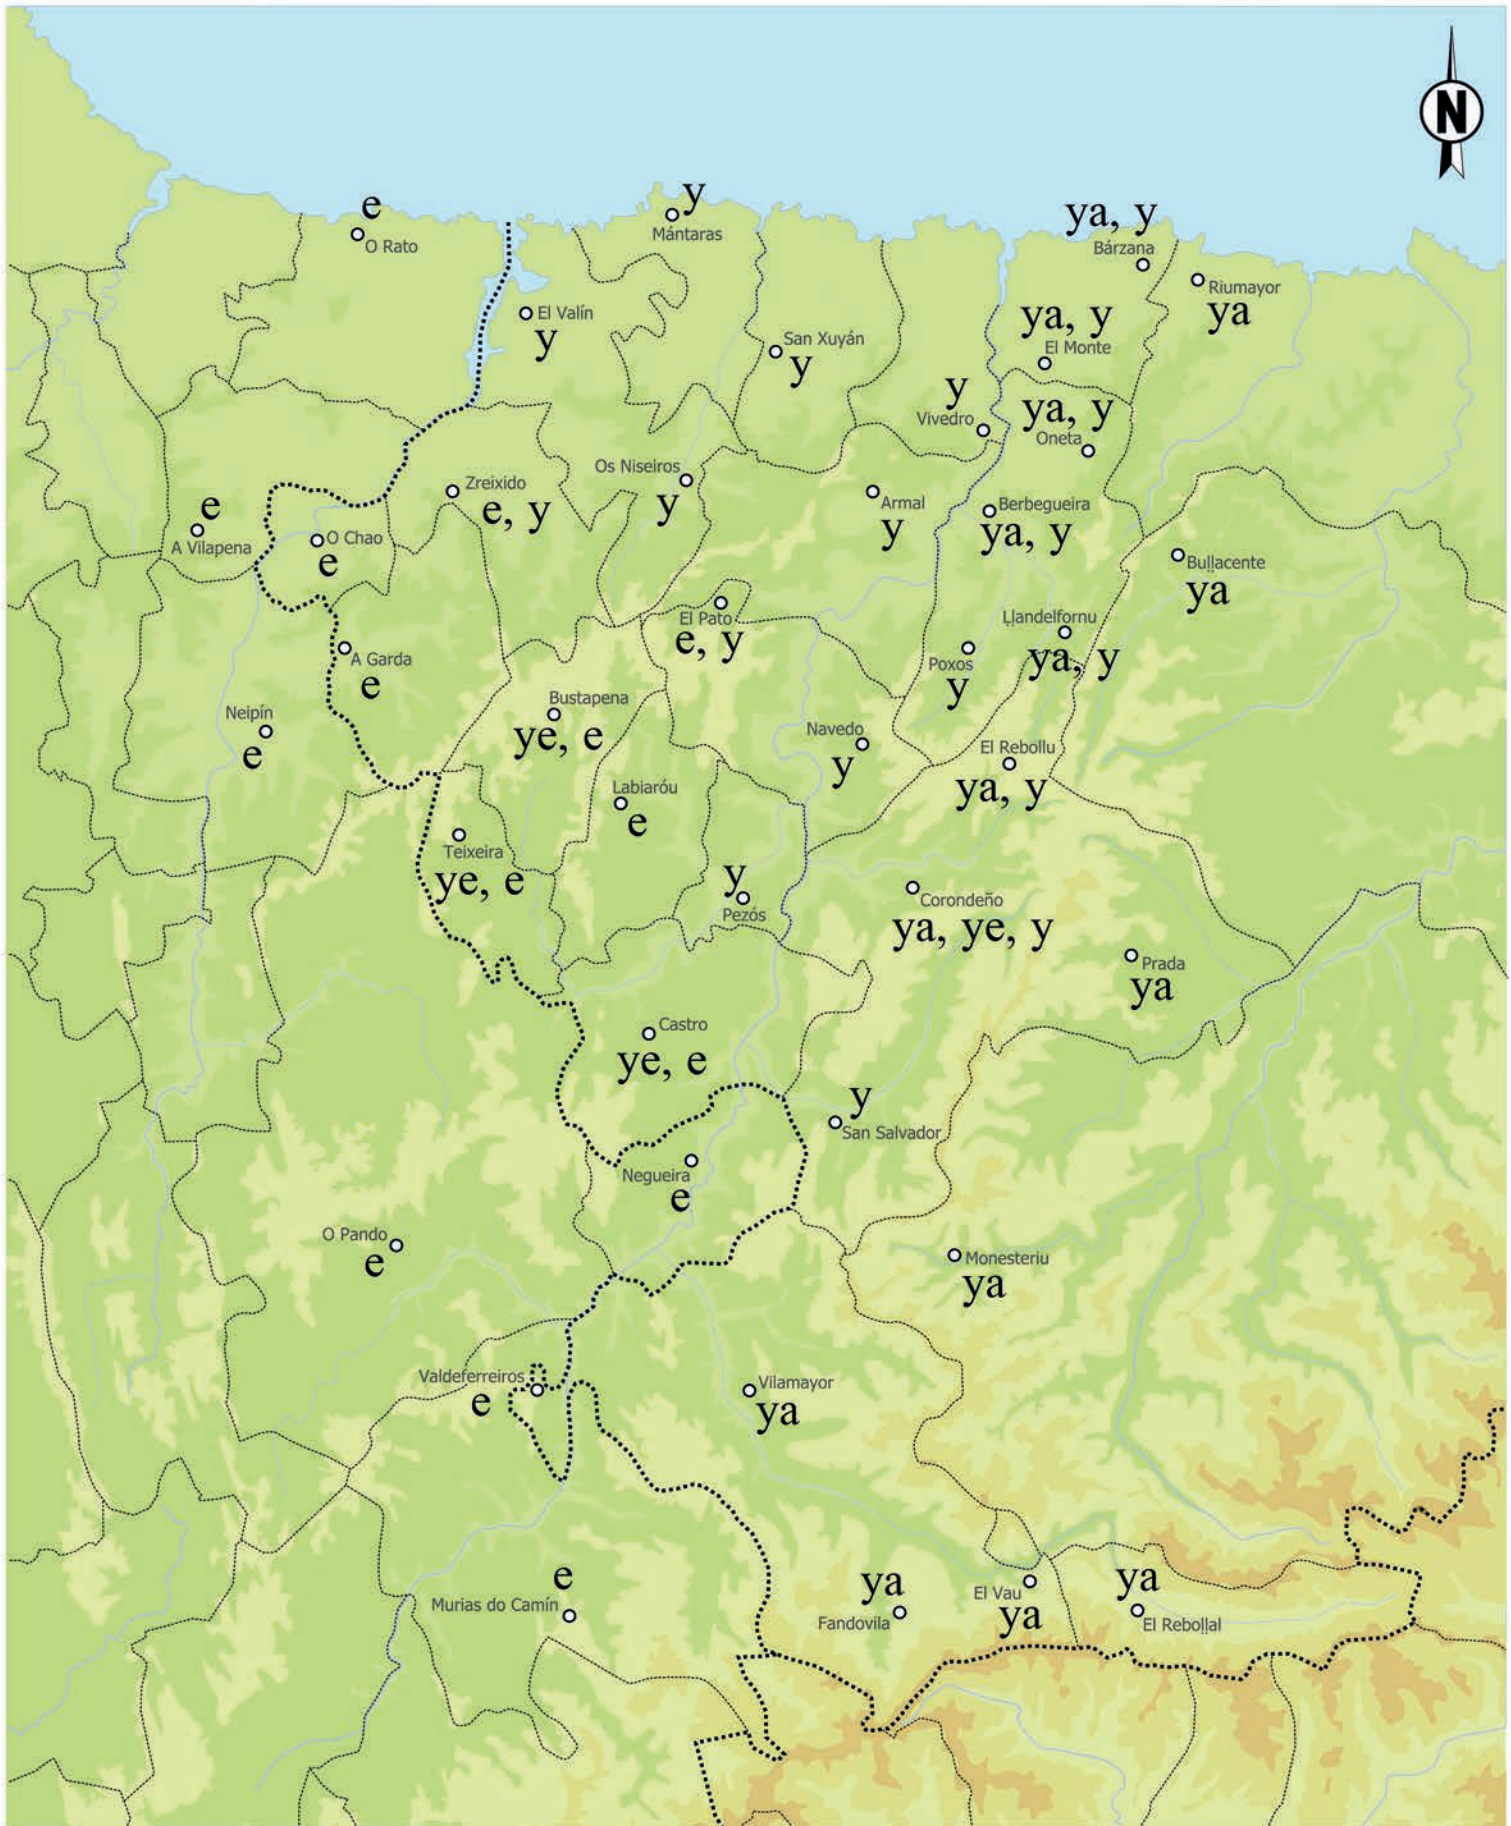 N
y
e
Mántaras
O Rato
ya, y
Bárzana
Riumayor
ya
El Valín
y
ya, y
El Monte
San Xuyán
y
y
Vivedro
ya, y
Oneta
Os Niseiros
y
Zreixido
e, y
Armal
y
Berbegueira
ya, y
e
A Vilapena
O Chao
e
Buḷḷacente
ya
El Pato
e, y
Ḷḷandelfornu
ya, y
A Garda
e
Poxos
y
Bustapena
ye, e
Neipín
e
Navedo
y
El Rebollu
ya, y
Labiaróu
e
Teixeira
ye, e
y
Pezós
Corondeño
ya, ye, y
Prada
ya
Castro
ye, e
y
San Salvador
Negueira
e
O Pando
e
Monesteriu
ya
Valdeferreiros
e
Vilamayor
ya
e
Murias do Camín
ya
Fandovila
El Vau
ya
ya
El Reboḷḷal